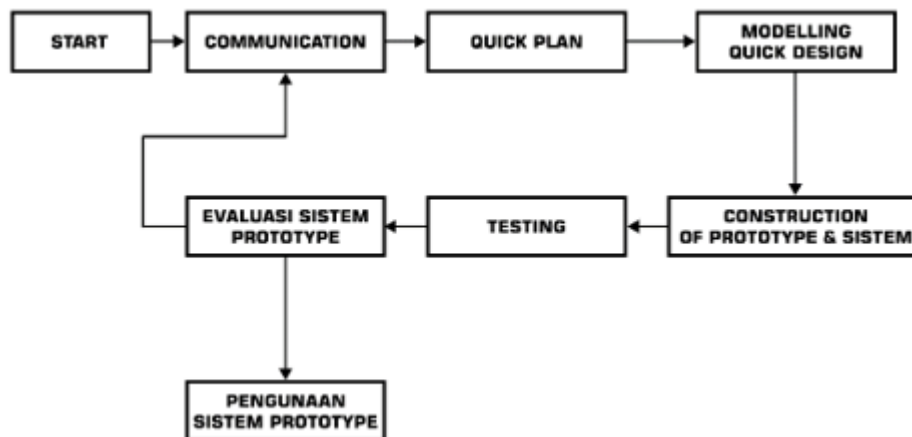 START
COMMUNICATION
QUICK PLAN
MODELLING
QUICK DESIGN
EVALUASI SISTEM
PROTOTYPE
TESTING
CONSTRUCTION
OF PROTOTYPE & SISTEM
PENGUNAAN
SISTEM PROTOTYPE